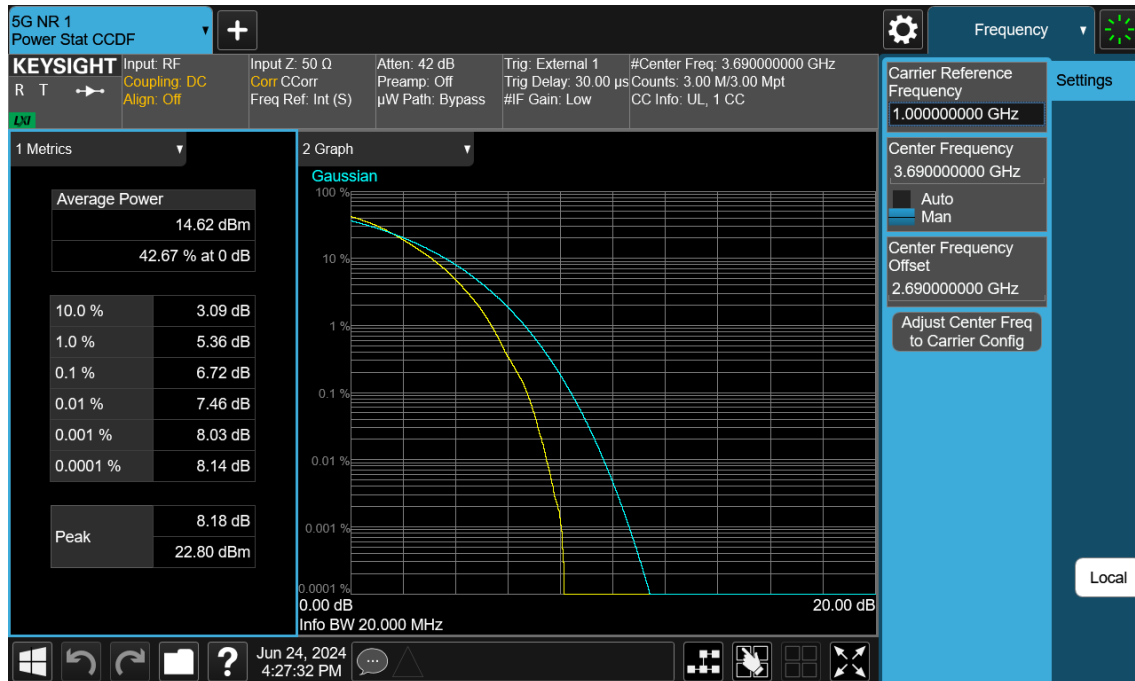 5G NR 1
Power Stat CCDF
+
Frequency
KEYSIGHT
R T
LXI
Input: RF
Coupling: DC
Align: Off
Input Z: 50 Ω
Corr CCorr
Freq Ref: Int (S)
Atten: 42 dB
Preamp: Off
µW Path: Bypass
Trig: External 1
Trig Delay: 30.00 µs
#IF Gain: Low
#Center Freq: 3.690000000 GHz
Counts: 3.00 M/3.00 Mpt
CC Info: UL, 1 CC
1 Metrics
Average Power
14.62 dBm
42.67 % at 0 dB
10.0 % 3.09 dB
1.0 % 5.36 dB
0.1 % 6.72 dB
0.01 % 7.46 dB
0.001 % 8.03 dB
0.0001 % 8.14 dB
Peak
8.18 dB
22.80 dBm
2 Graph
Gaussian
100 %
10 %
1 %
0.1 %
0.01 %
0.001 %
0.0001 %
0.00 dB 20.00 dB
Info BW 20.000 MHz
Carrier Reference
Frequency
1.000000000 GHz
Center Frequency
3.690000000 GHz
Auto
Man
Center Frequency
Offset
2.690000000 GHz
Adjust Center Freq
to Carrier Config
Settings
Local
?
Jun 24, 2024
4:27:32 PM